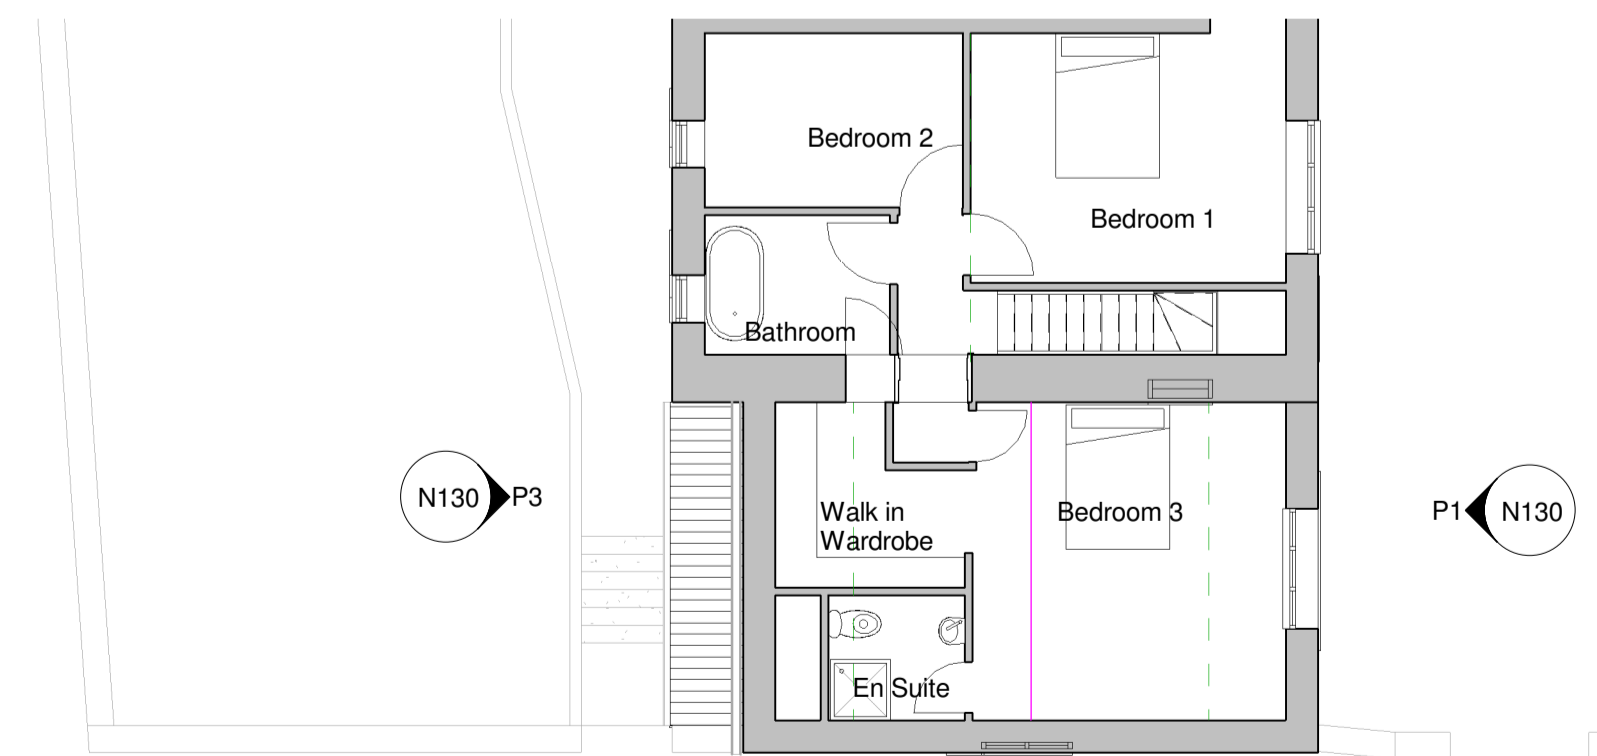 Bedroom 2
Bedroom 1
Bathroom
N130
P3
Walk in
Wardrobe
Bedroom 3
P1
N130
En Suite